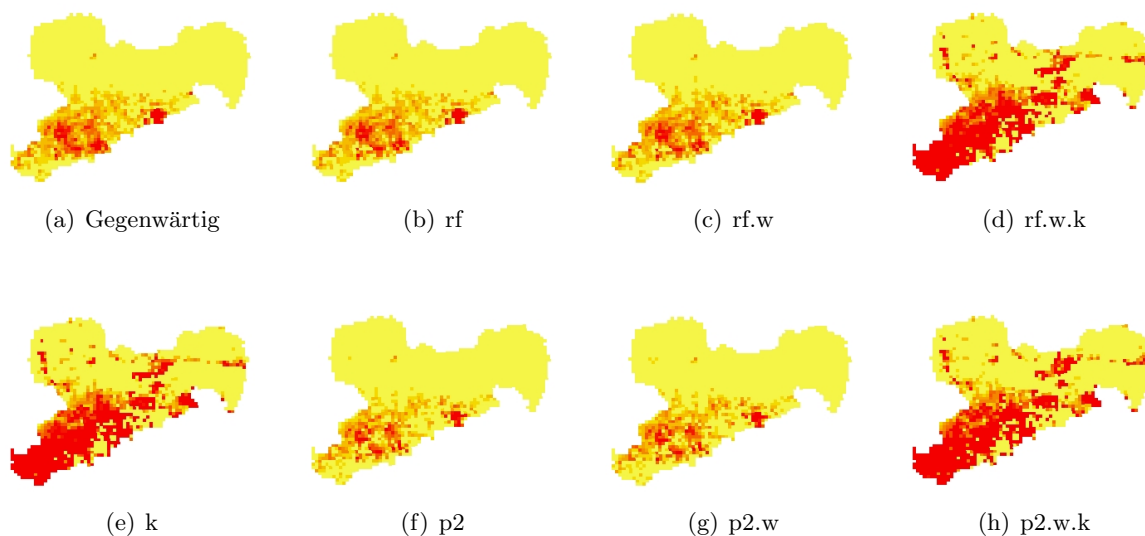 (a) Gegenwärtig
(b) rf
(c) rf.w
(d) rf.w.k
(e) k
(f) p2
(g) p2.w
(h) p2.w.k